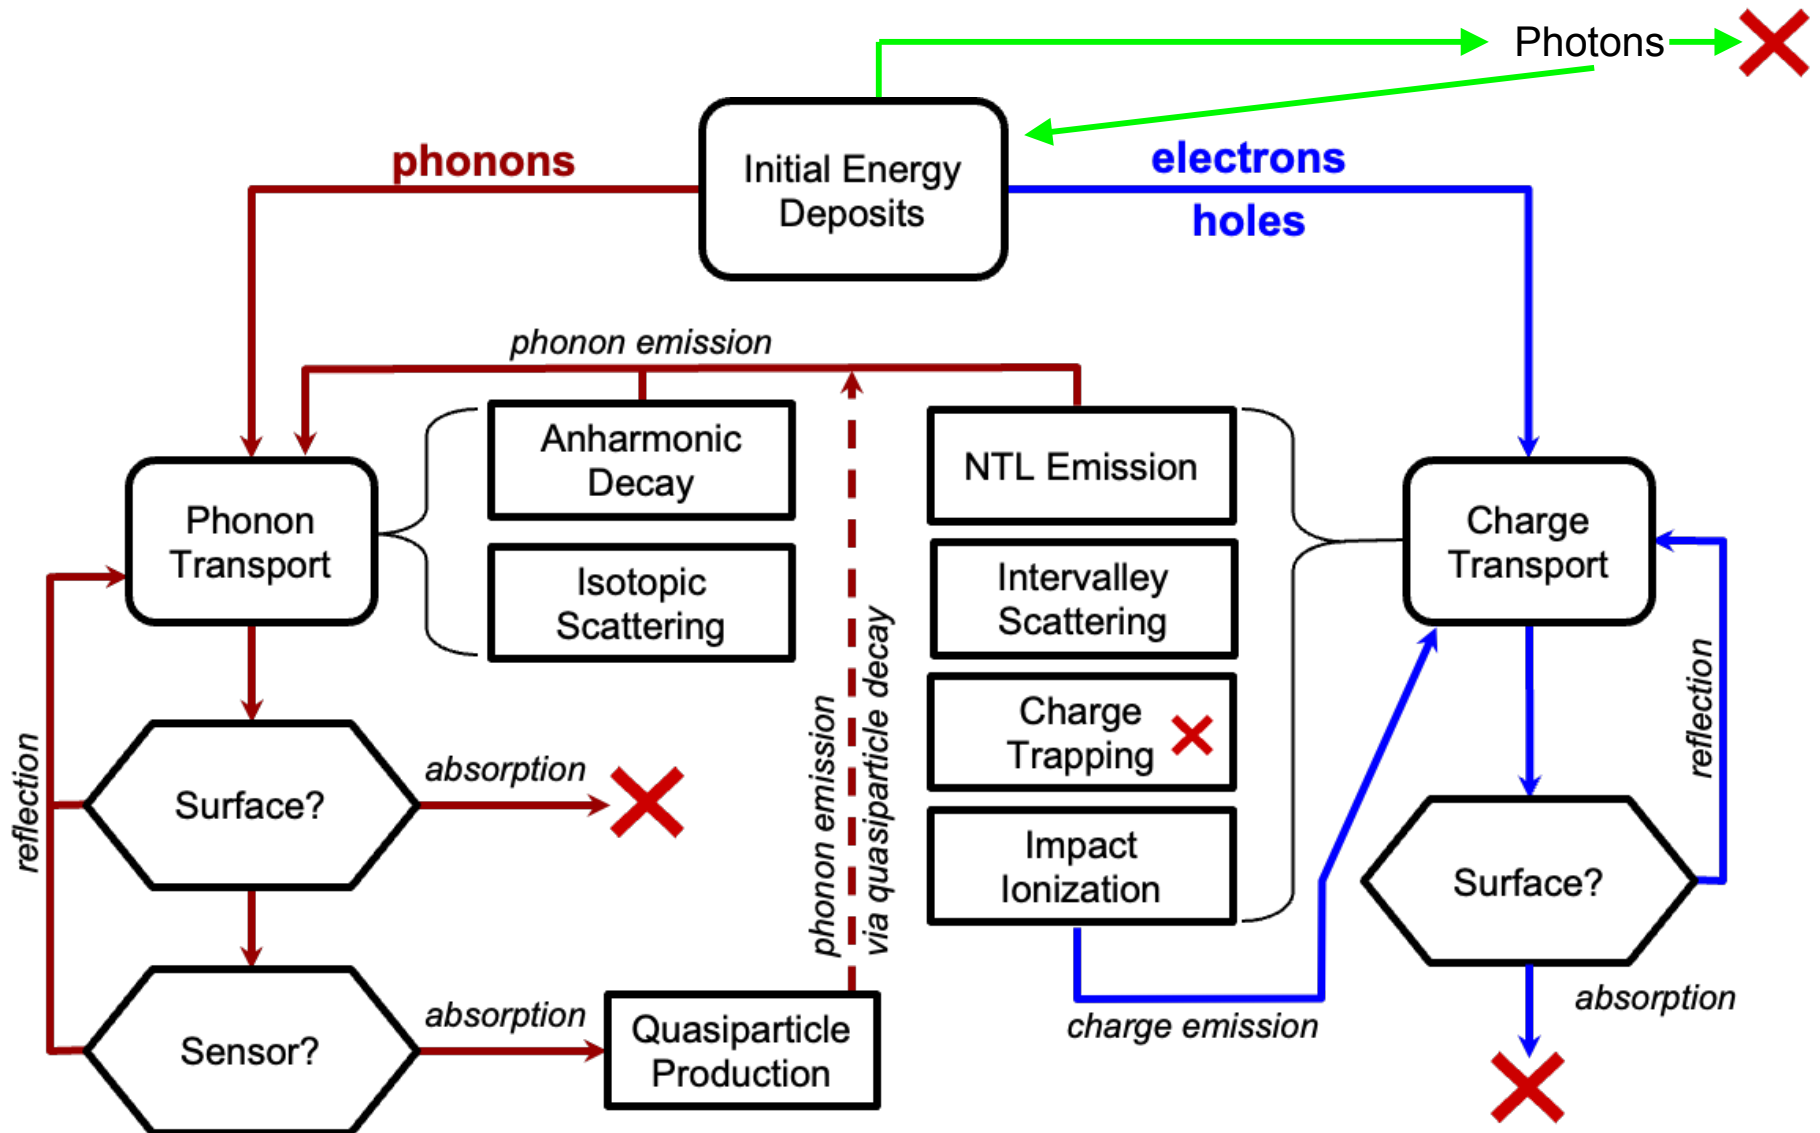 Photons
phonons
Initial Energy
Deposits
electrons
holes
phonon emission
Anharmonic
Decay
NTL Emission
Phonon
Transport
Charge
Transport
Isotopic
Scattering
Intervalley
Scattering
phonon emission
via quasiparticle decay
Charge
Trapping
reflection
reflection
Surface?
absorption
Impact
Ionization
Surface?
absorption
Sensor?
absorption
Quasiparticle
Production
charge emission